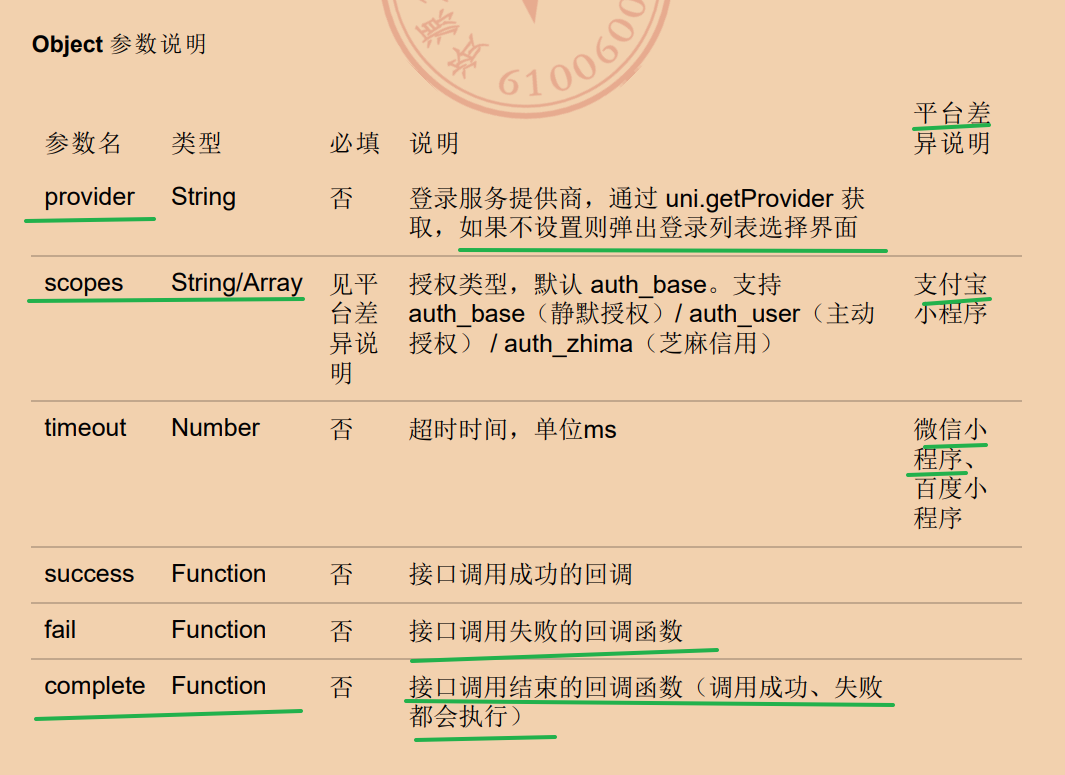 资源
6100600
Object 参数说明
参数名 类型 必填 说明 平台差
异说明
provider String 否 登录服务提供商，通过 uni.getProvider 获
取，如果不设置则弹出登录列表选择界面
scopes String/Array 见平 授权类型，默认 auth_base。支持 支付宝
台差 auth_base（静默授权）/ auth_user（主动 小程序
异说 授权） / auth_zhima（芝麻信用）
明
timeout Number 否 超时时间，单位ms 微信小
程序、
百度小
程序
success Function 否 接口调用成功的回调
fail Function 否 接口调用失败的回调函数
complete Function 否 接口调用结束的回调函数（调用成功、失败
都会执行）